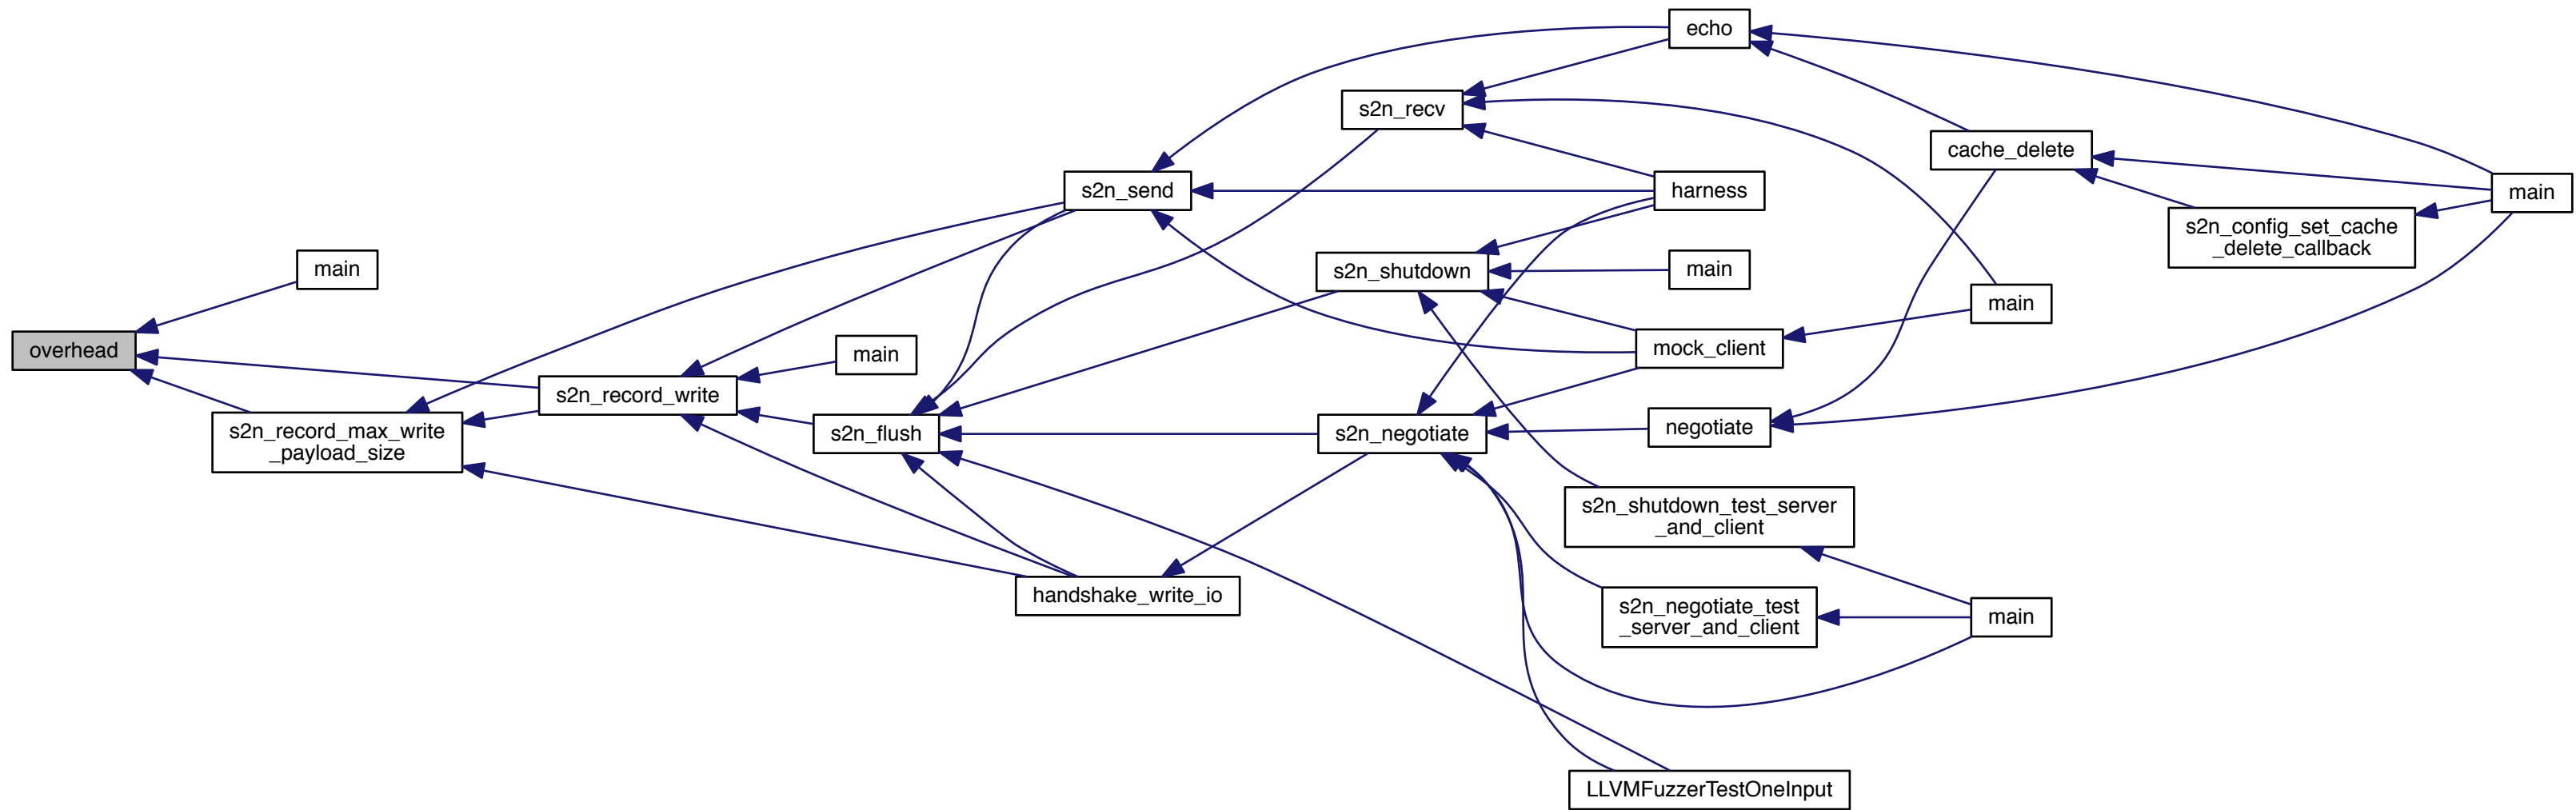 echo
s2n_recv
cache_delete
s2n_send
harness
main
s2n_config_set_cache
_delete_callback
main
s2n_shutdown
main
main
overhead
main
mock_client
s2n_record_write
s2n_record_max_write
_payload_size
s2n_flush
s2n_negotiate
negotiate
s2n_shutdown_test_server
_and_client
handshake_write_io
s2n_negotiate_test
_server_and_client
main
LLVMFuzzerTestOneInput